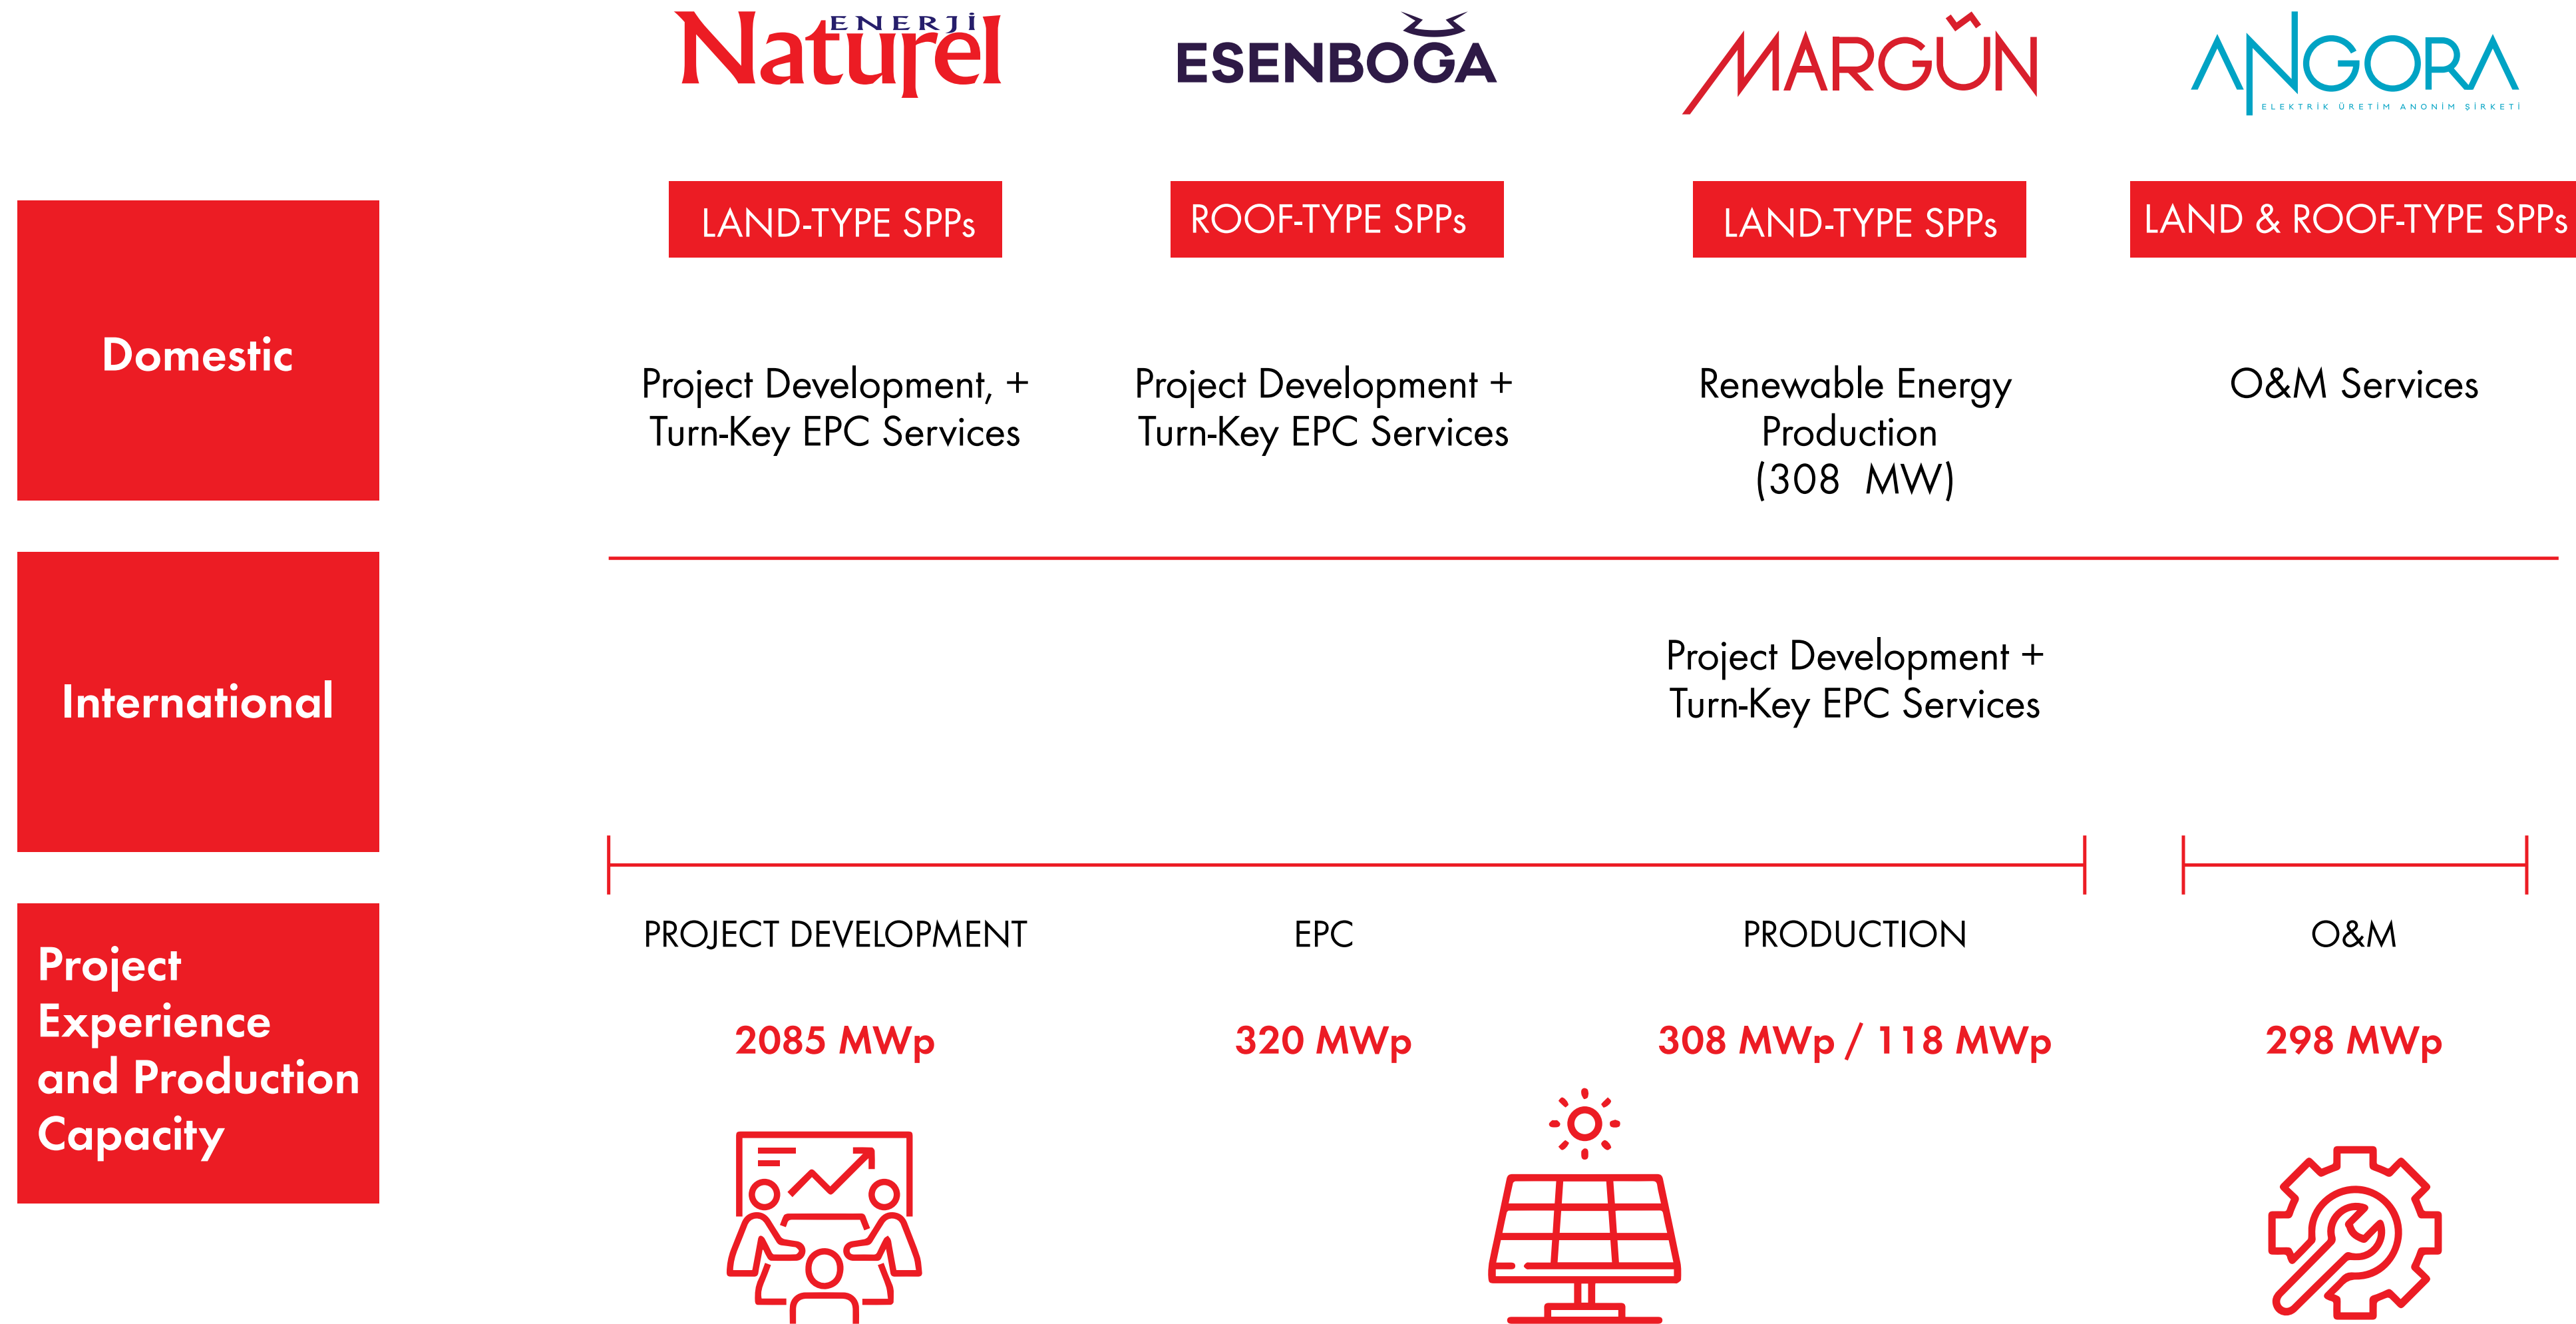 ENERJİ
Naturel
ESENBOĞA
MARGÜN
ANGORA
ELEKTRİK ÜRETİM ANONİM ŞİRKETİ
LAND-TYPE SPPs
ROOF-TYPE SPPs
LAND-TYPE SPPs
LAND & ROOF-TYPE SPPs
Domestic
Project Development, +
Turn-Key EPC Services
Project Development +
Turn-Key EPC Services
Renewable Energy
Production
(308 MW)
O&M Services
International
Project Development +
Turn-Key EPC Services
Project
Experience
and Production
Capacity
PROJECT DEVELOPMENT
EPC
PRODUCTION
O&M
2085 MWp
320 MWp
308 MWp / 118 MWp
298 MWp